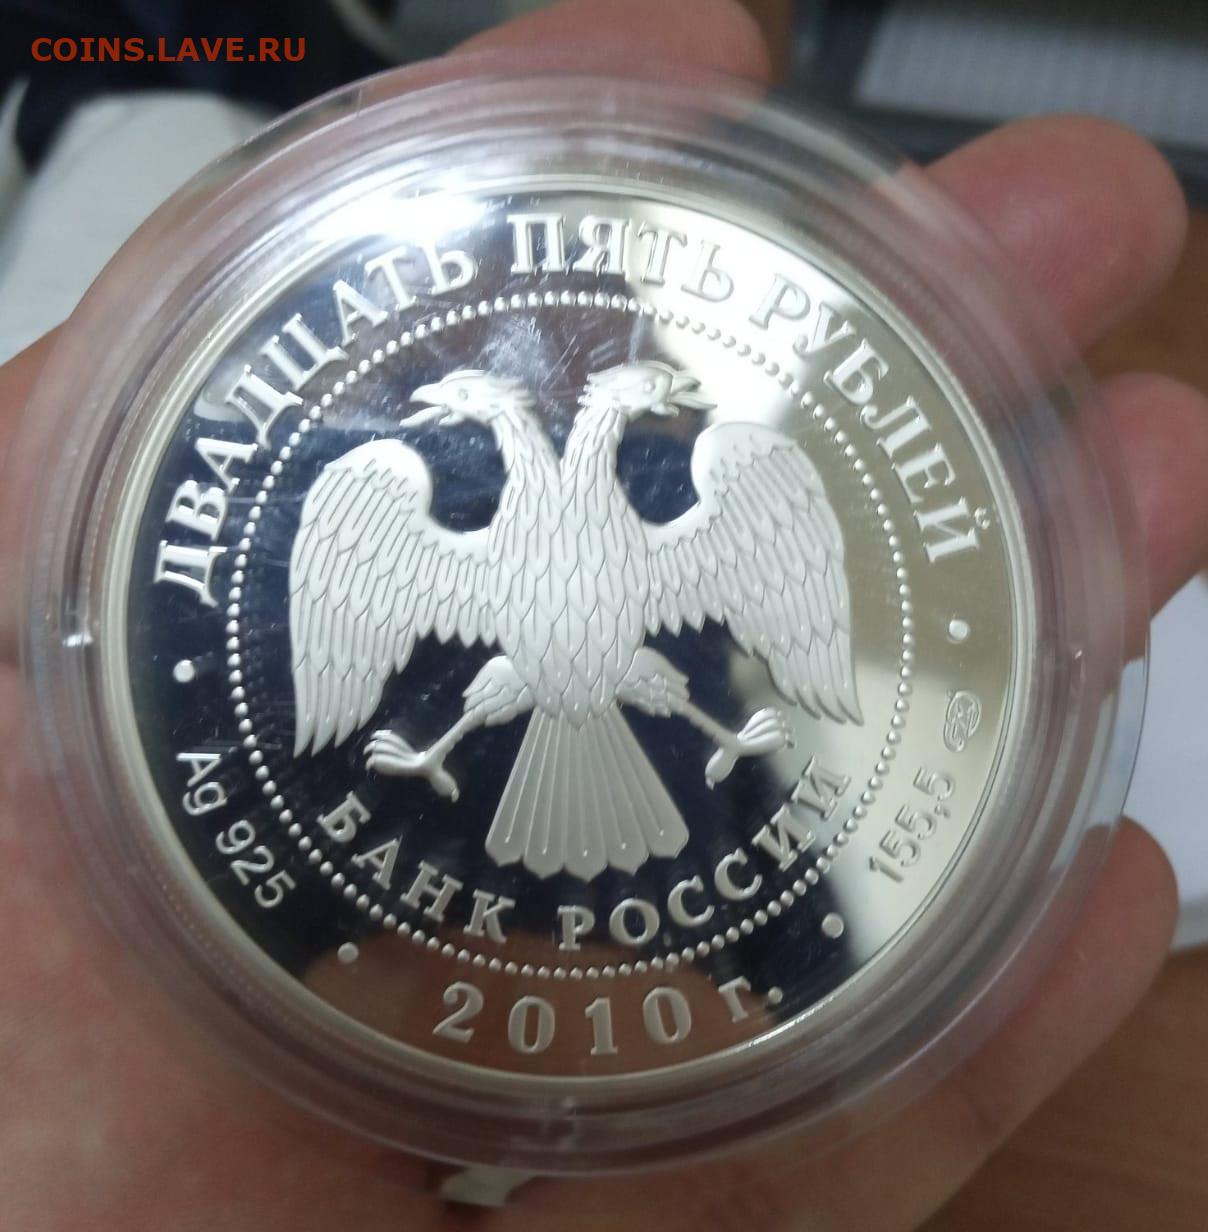 COINS.LAVE.RU
ДВАДЦАТЬ ПЯТЬ РУБЛЕЙ
Ag 925
БАНК РОССИИ
155,5
2010 г.